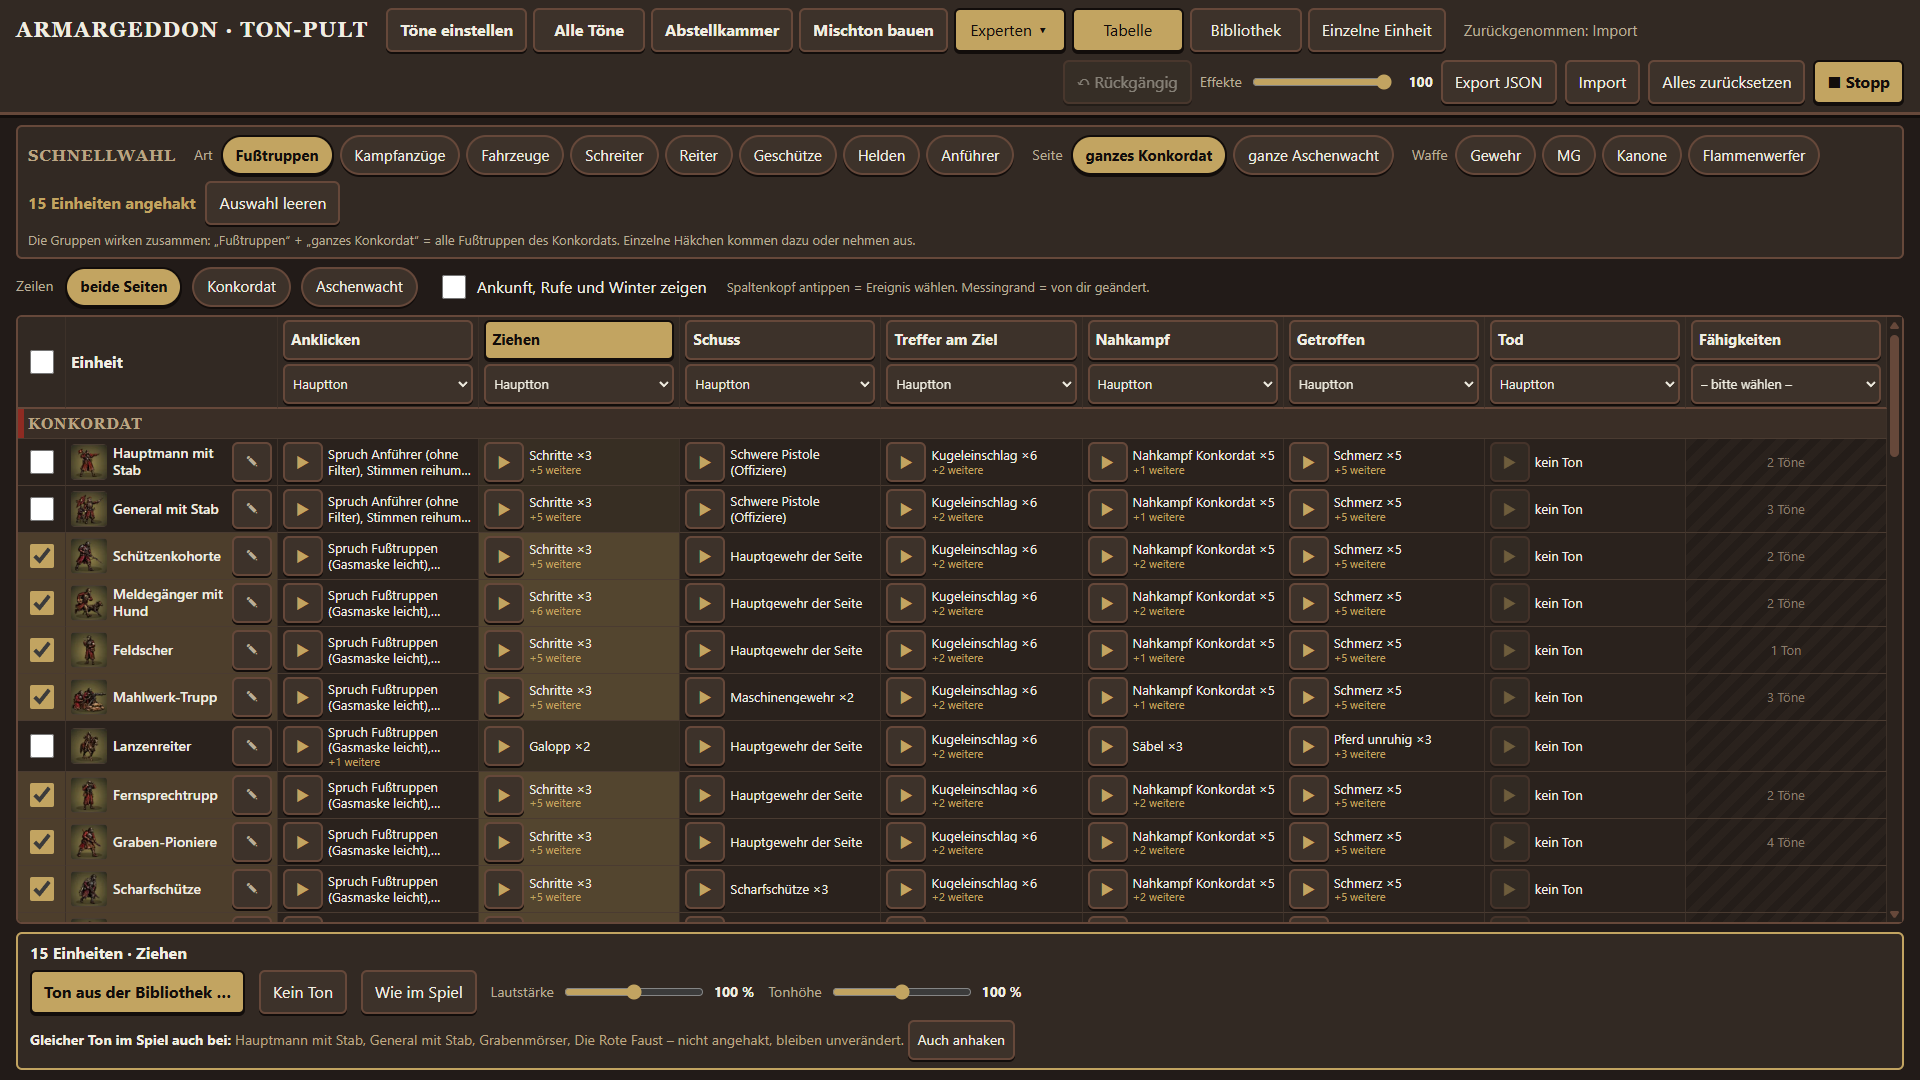 ARMARGEDDON · TON-PULT
Töne einstellen
Alle Töne
Abstellkammer
Mischton bauen
Experten ▾
Tabelle
Bibliothek
Einzelne Einheit
Zurückgenommen: Import
↶ Rückgängig
Effekte
100
Export JSON
Import
Alles zurücksetzen
■ Stopp
SCHNELLWAHL
Art
Fußtruppen
Kampfanzüge
Fahrzeuge
Schreiter
Reiter
Geschütze
Helden
Anführer
Seite
ganzes Konkordat
ganze Aschenwacht
Waffe
Gewehr
MG
Kanone
Flammenwerfer
15 Einheiten angehakt
Auswahl leeren
Die Gruppen wirken zusammen: „Fußtruppen“ + „ganzes Konkordat“ = alle Fußtruppen des Konkordats. Einzelne Häkchen kommen dazu oder nehmen aus.
Zeilen
beide Seiten
Konkordat
Aschenwacht
Ankunft, Rufe und Winter zeigen
Spaltenkopf antippen = Ereignis wählen. Messingrand = von dir geändert.
Einheit
Anklicken
Ziehen
Schuss
Treffer am Ziel
Nahkampf
Getroffen
Tod
Fähigkeiten
Hauptton
Hauptton
Hauptton
Hauptton
Hauptton
Hauptton
Hauptton
– bitte wählen –
KONKORDAT
Hauptmann mit
Stab
Spruch Anführer (ohne
Filter), Stimmen reihum...
Schritte ×3
+5 weitere
Schwere Pistole
(Offiziere)
Kugeleinschlag ×6
+2 weitere
Nahkampf Konkordat ×5
+1 weitere
Schmerz ×5
+5 weitere
kein Ton
2 Töne
General mit Stab
Spruch Anführer (ohne
Filter), Stimmen reihum...
Schritte ×3
+5 weitere
Schwere Pistole
(Offiziere)
Kugeleinschlag ×6
+2 weitere
Nahkampf Konkordat ×5
+1 weitere
Schmerz ×5
+5 weitere
kein Ton
3 Töne
Schützenkohorte
Spruch Fußtruppen
(Gasmaske leicht),...
Schritte ×3
+5 weitere
Hauptgewehr der Seite
Kugeleinschlag ×6
+2 weitere
Nahkampf Konkordat ×5
+2 weitere
Schmerz ×5
+5 weitere
kein Ton
2 Töne
Meldegänger mit
Hund
Spruch Fußtruppen
(Gasmaske leicht),...
Schritte ×3
+6 weitere
Hauptgewehr der Seite
Kugeleinschlag ×6
+2 weitere
Nahkampf Konkordat ×5
+2 weitere
Schmerz ×5
+5 weitere
kein Ton
2 Töne
Feldscher
Spruch Fußtruppen
(Gasmaske leicht),...
Schritte ×3
+5 weitere
Hauptgewehr der Seite
Kugeleinschlag ×6
+2 weitere
Nahkampf Konkordat ×5
+1 weitere
Schmerz ×5
+5 weitere
kein Ton
1 Ton
Mahlwerk-Trupp
Spruch Fußtruppen
(Gasmaske leicht),...
Schritte ×3
+5 weitere
Maschinengewehr ×2
Kugeleinschlag ×6
+2 weitere
Nahkampf Konkordat ×5
+1 weitere
Schmerz ×5
+5 weitere
kein Ton
3 Töne
Lanzenreiter
Spruch Fußtruppen
(Gasmaske leicht),...
+1 weitere
Galopp ×2
Hauptgewehr der Seite
Kugeleinschlag ×6
+2 weitere
Säbel ×3
Pferd unruhig ×3
+3 weitere
kein Ton
Fernsprechtrupp
Spruch Fußtruppen
(Gasmaske leicht),...
Schritte ×3
+5 weitere
Hauptgewehr der Seite
Kugeleinschlag ×6
+2 weitere
Nahkampf Konkordat ×5
+2 weitere
Schmerz ×5
+5 weitere
kein Ton
2 Töne
Graben-Pioniere
Spruch Fußtruppen
(Gasmaske leicht),...
Schritte ×3
+5 weitere
Hauptgewehr der Seite
Kugeleinschlag ×6
+2 weitere
Nahkampf Konkordat ×5
+2 weitere
Schmerz ×5
+5 weitere
kein Ton
4 Töne
Scharfschütze
Spruch Fußtruppen
(Gasmaske leicht),...
Schritte ×3
+5 weitere
Scharfschütze ×3
Kugeleinschlag ×6
+2 weitere
Nahkampf Konkordat ×5
+2 weitere
Schmerz ×5
+5 weitere
kein Ton
15 Einheiten · Ziehen
Ton aus der Bibliothek ...
Kein Ton
Wie im Spiel
Lautstärke
100 %
Tonhöhe
100 %
Gleicher Ton im Spiel auch bei: Hauptmann mit Stab, General mit Stab, Grabenmörser, Die Rote Faust – nicht angehakt, bleiben unverändert.
Auch anhaken